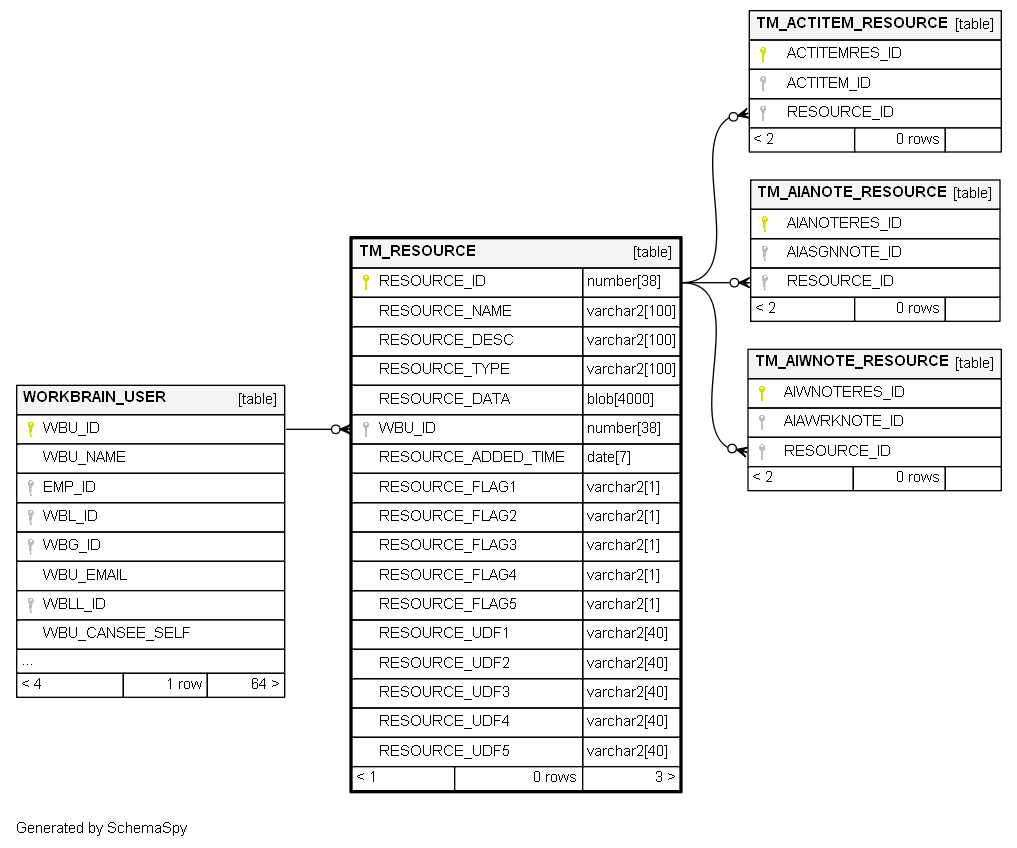 TM_ACTITEM_RESOURCE [table]
ACTITEMRES_ID
ACTITEM_ID
RESOURCE_ID
< 2 0 rows
TM_AIANOTE_RESOURCE [table]
AIANOTERES_ID
AIASGNNOTE_ID
RESOURCE_ID
< 2 0 rows
TM_AIWNOTE_RESOURCE [table]
AIWNOTERES_ID
AIAWRKNOTE_ID
RESOURCE_ID
< 2 0 rows
TM_RESOURCE [table]
RESOURCE_ID number[38]
RESOURCE_NAME varchar2[100]
RESOURCE_DESC varchar2[100]
RESOURCE_TYPE varchar2[100]
RESOURCE_DATA blob[4000]
WBU_ID number[38]
RESOURCE_ADDED_TIME date[7]
RESOURCE_FLAG1 varchar2[1]
RESOURCE_FLAG2 varchar2[1]
RESOURCE_FLAG3 varchar2[1]
RESOURCE_FLAG4 varchar2[1]
RESOURCE_FLAG5 varchar2[1]
RESOURCE_UDF1 varchar2[40]
RESOURCE_UDF2 varchar2[40]
RESOURCE_UDF3 varchar2[40]
RESOURCE_UDF4 varchar2[40]
RESOURCE_UDF5 varchar2[40]
< 1 0 rows 3 >
WORKBRAIN_USER [table]
WBU_ID
WBU_NAME
EMP_ID
WBL_ID
WBG_ID
WBU_EMAIL
WBLL_ID
WBU_CANSEE_SELF
...
< 4 1 row 64 >
Generated by SchemaSpy